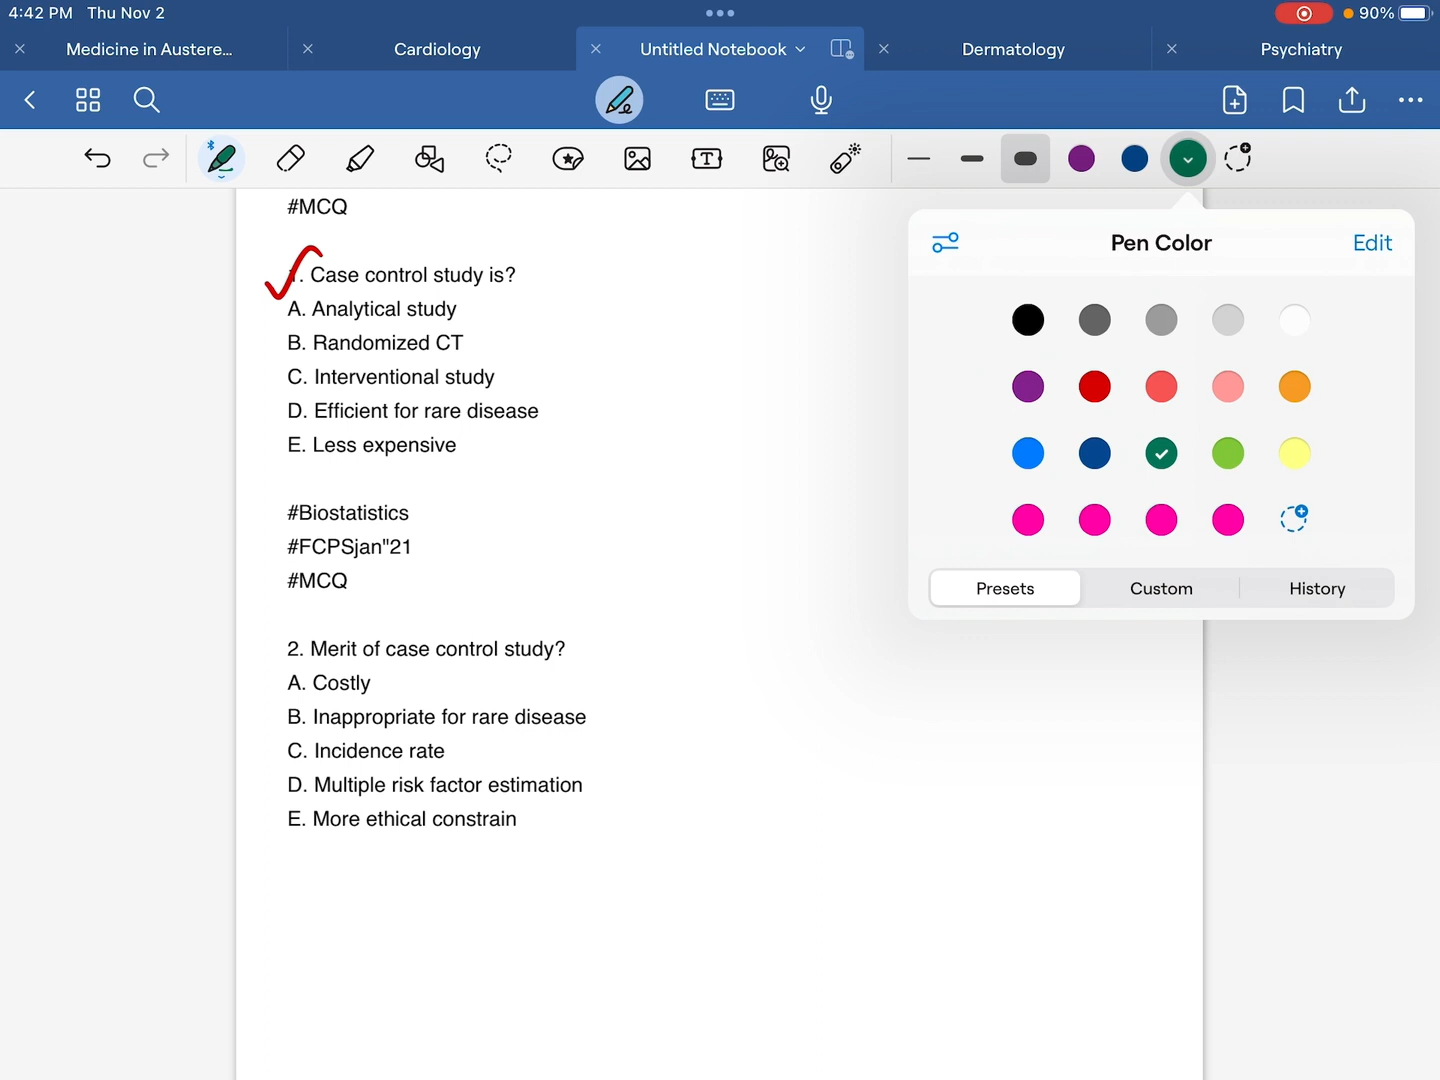 4:42 PM Thu Nov 2
90%
Medicine in Austere...
Cardiology
Untitled Notebook
Dermatology
Psychiatry
#MCQ
1. Case control study is?
A. Analytical study
B. Randomized CT
C. Interventional study
D. Efficient for rare disease
E. Less expensive
#Biostatistics
#FCPSjan"21
#MCQ
2. Merit of case control study?
A. Costly
B. Inappropriate for rare disease
C. Incidence rate
D. Multiple risk factor estimation
E. More ethical constrain
Pen Color
Edit
Presets
Custom
History